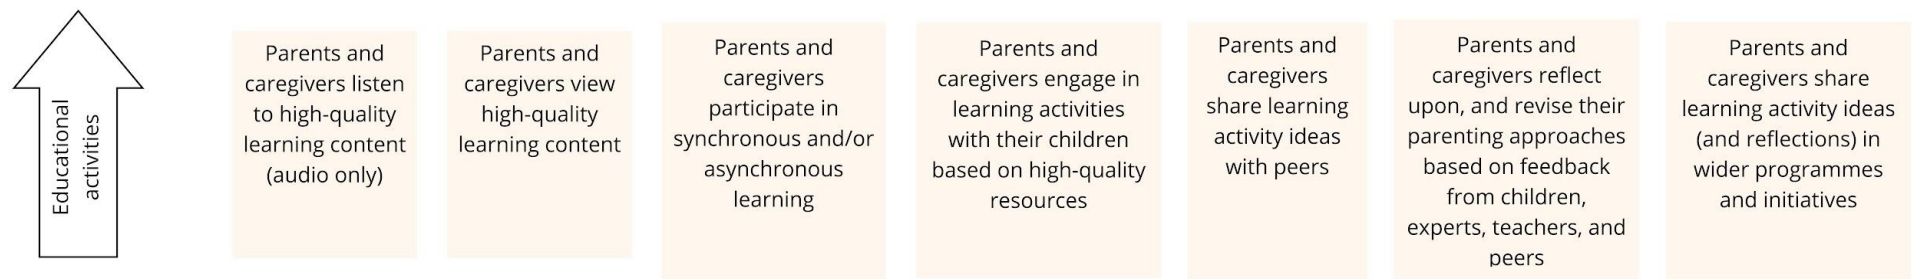 Educational
activities
Parents and
caregivers listen
to high-quality
learning content
(audio only)
Parents and
caregivers view
high-quality
learning content
Parents and
caregivers
participate in
synchronous and/or
asynchronous
learning
Parents and
caregivers engage in
learning activities
with their children
based on high-quality
resources
Parents and
caregivers
share learning
activity ideas
with peers
Parents and
caregivers reflect
upon, and revise their
parenting approaches
based on feedback
from children,
experts, teachers, and
peers
Parents and
caregivers share
learning activity ideas
(and reflections) in
wider programmes
and initiatives